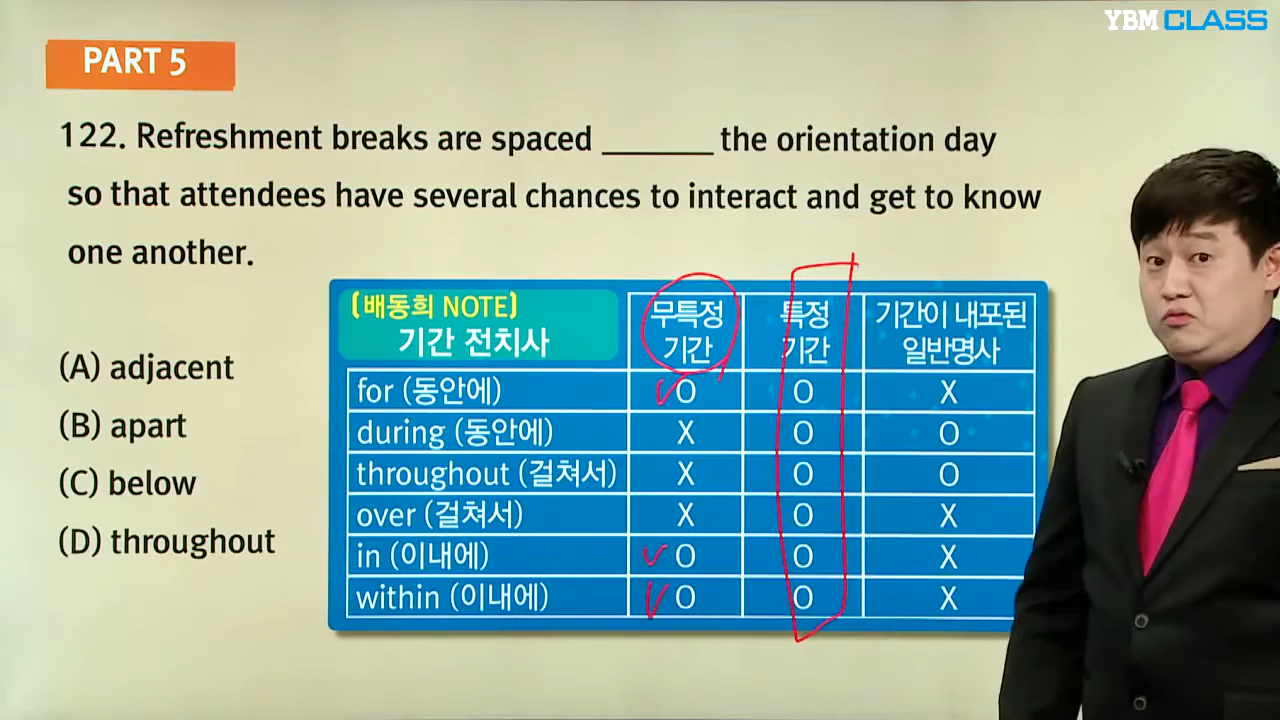 YBM CLASS
PART 5
122. Refreshment breaks are spaced ______ the orientation day
so that attendees have several chances to interact and get to know
one another.
(A) adjacent
(B) apart
(C) below
(D) throughout
[배동희 NOTE]
기간 전치사
무특정 기간
특정 기간
기간이 내포된 일반명사
for (동안에) O O X
during (동안에) X O O
throughout (걸쳐서) X O O
over (걸쳐서) X O X
in (이내에) O O X
within (이내에) O O X